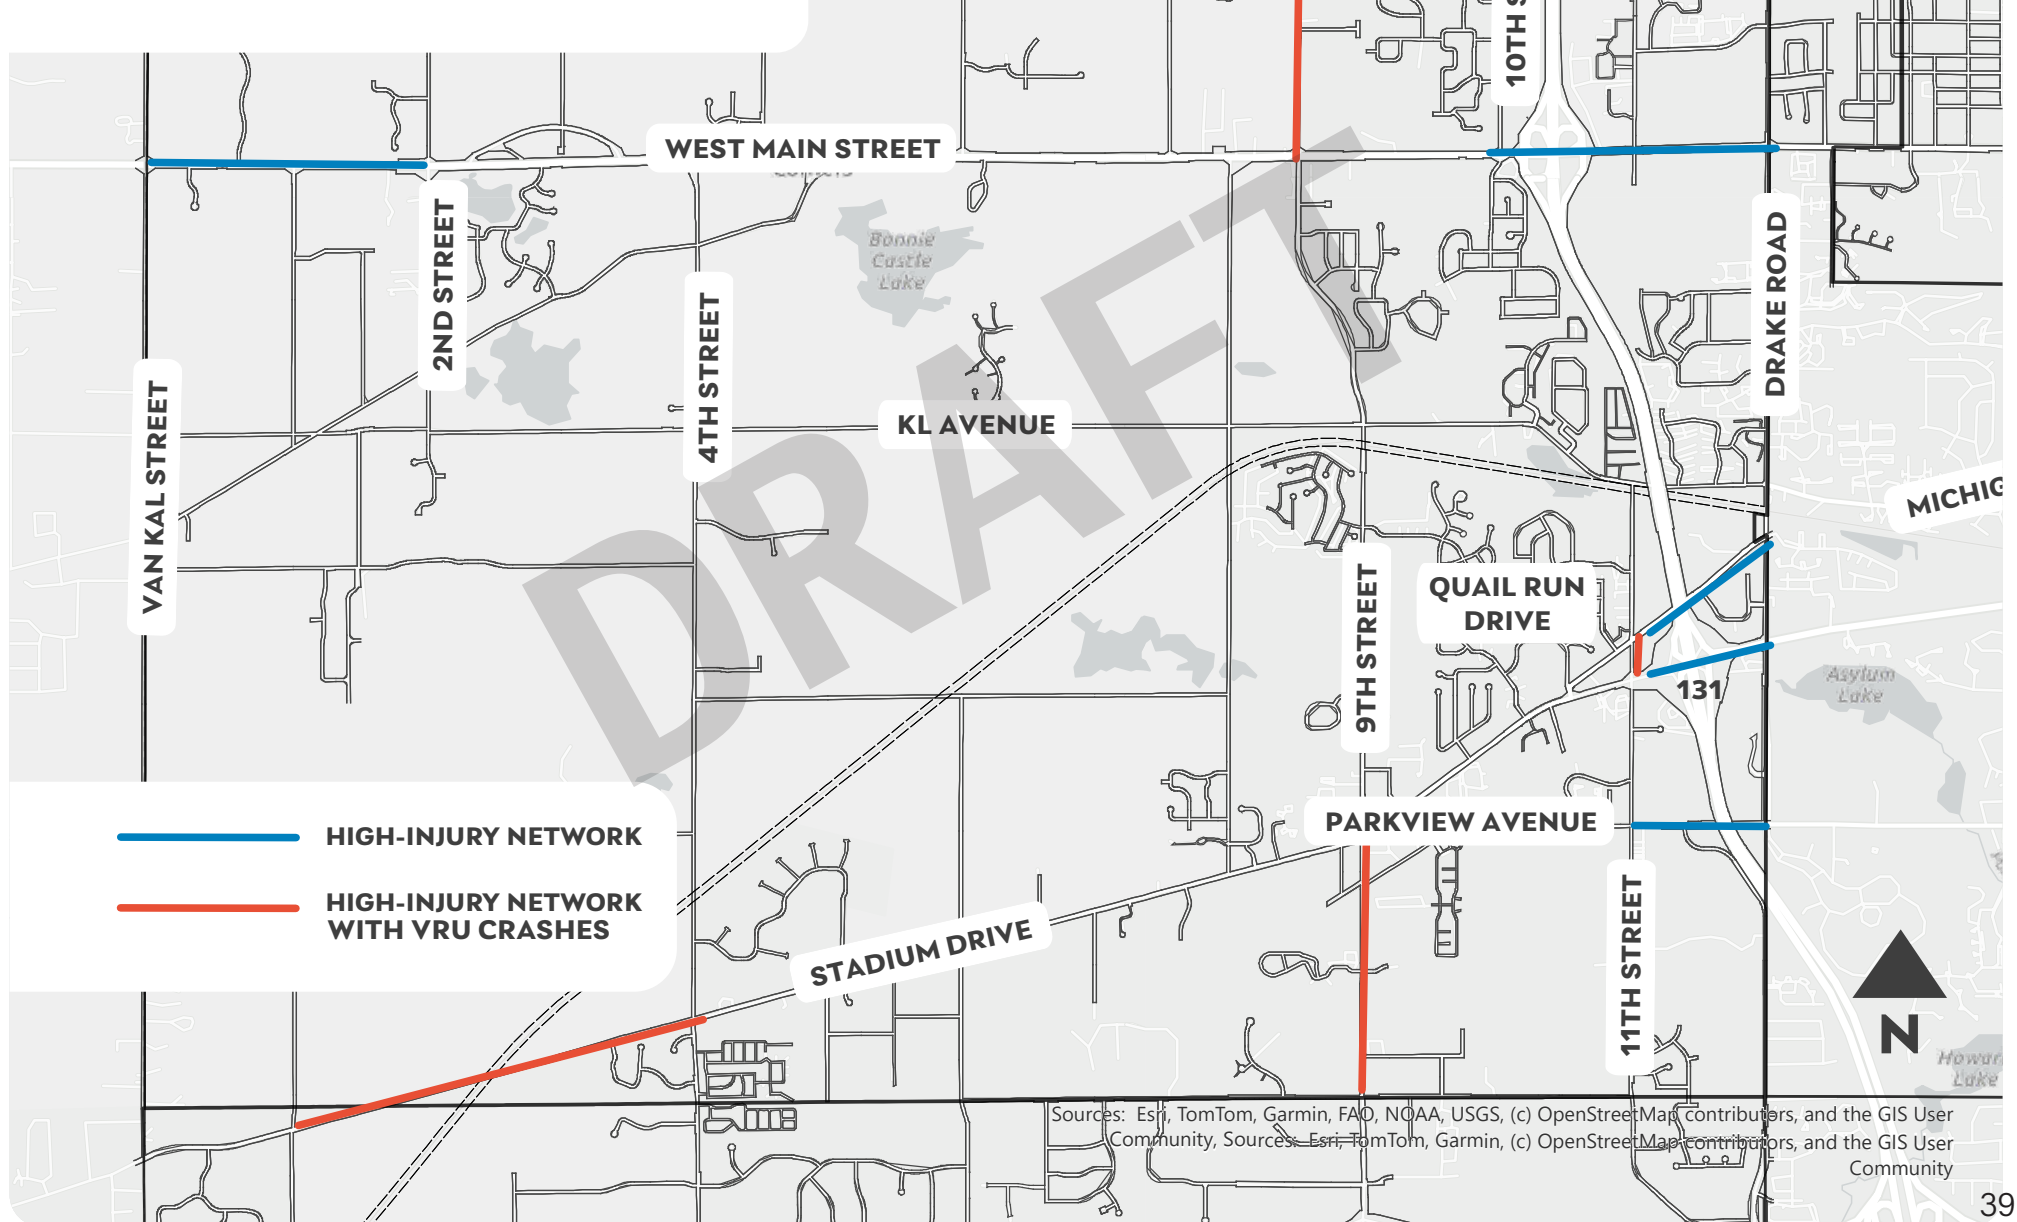 10TH S
WEST MAIN STREET
2ND STREET
Bonnie
Castle
Lake
DRAKE ROAD
4TH STREET
VAN KAL STREET
KL AVENUE
DRAFT
MICHIG
9TH STREET
QUAIL RUN
DRIVE
131
Asylum
Lake
PARKVIEW AVENUE
HIGH-INJURY NETWORK
HIGH-INJURY NETWORK
WITH VRU CRASHES
STADIUM DRIVE
11TH STREET
N
Howar
Lake
Sources: Esri, TomTom, Garmin, FAO, NOAA, USGS, (c) OpenStreetMap contributors, and the GIS User
Community, Sources: Esri, TomTom, Garmin, (c) OpenStreetMap contributors, and the GIS User
Community
39